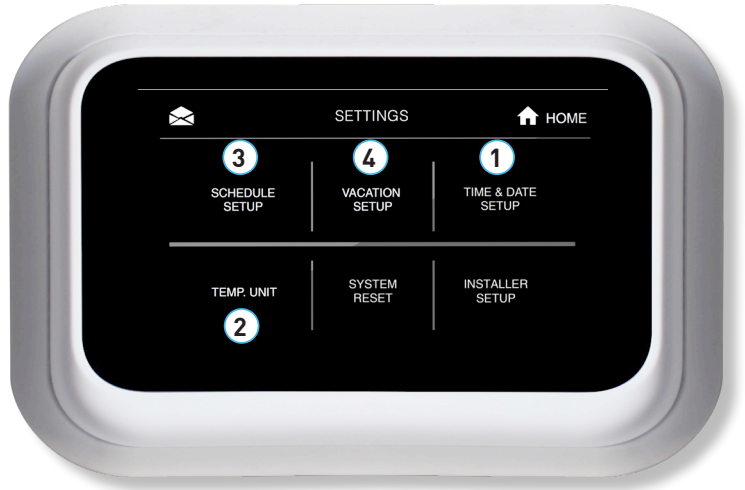 SETTINGS
HOME
3
4
1
SCHEDULE
SETUP
VACATION
SETUP
TIME & DATE
SETUP
TEMP. UNIT
SYSTEM
RESET
INSTALLER
SETUP
2